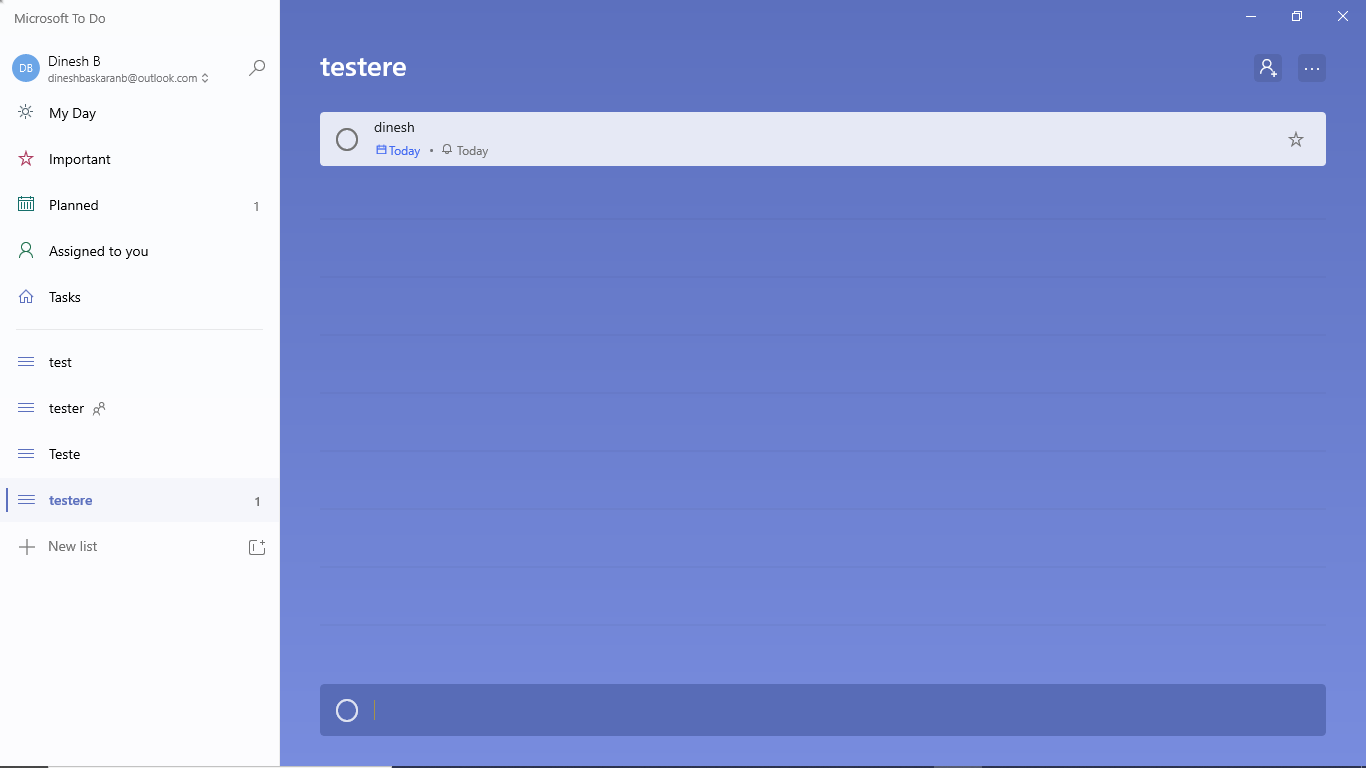 Microsoft To Do
DB
Dinesh B
dineshbaskaranb@outlook.com
My Day
Important
Planned 1
Assigned to you
Tasks
test
tester
Teste
testere 1
New list
testere
dinesh
Today • Today